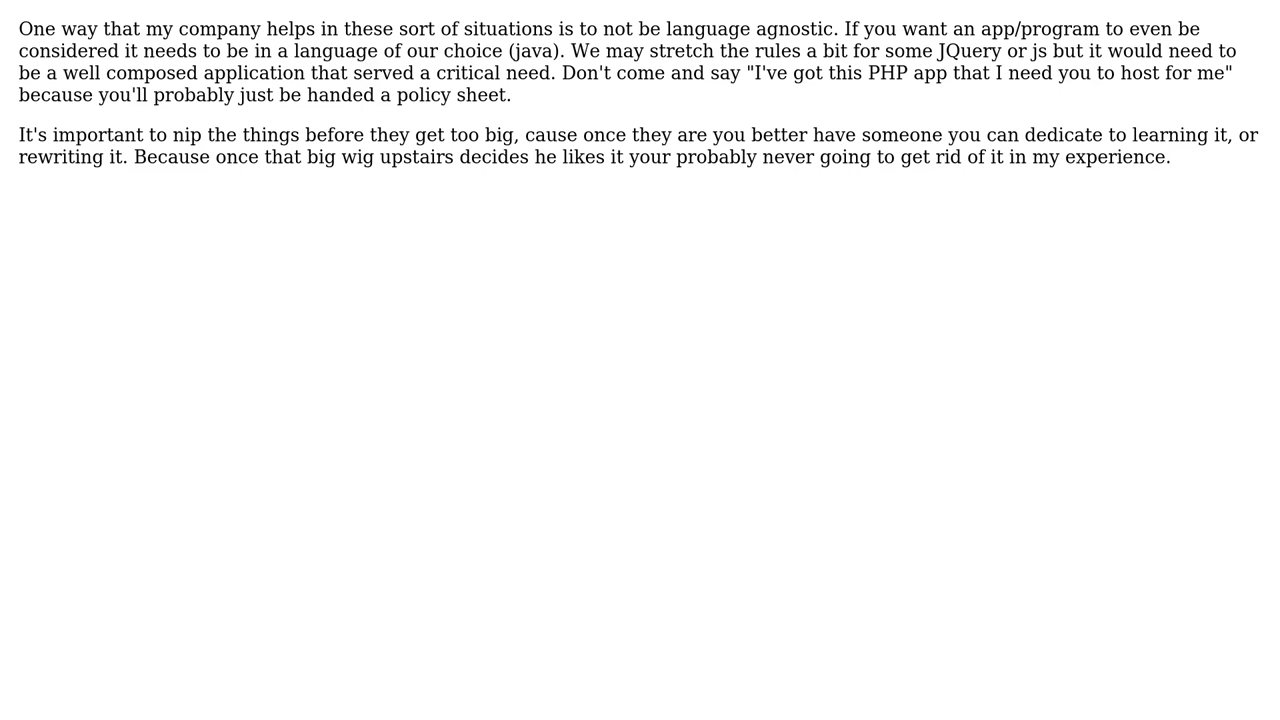 One way that my company helps in these sort of situations is to not be language agnostic. If you want an app/program to even be
considered it needs to be in a language of our choice (java). We may stretch the rules a bit for some JQuery or js but it would need to
be a well composed application that served a critical need. Don't come and say "I've got this PHP app that I need you to host for me"
because you'll probably just be handed a policy sheet.
It's important to nip the things before they get too big, cause once they are you better have someone you can dedicate to learning it, or
rewriting it. Because once that big wig upstairs decides he likes it your probably never going to get rid of it in my experience.